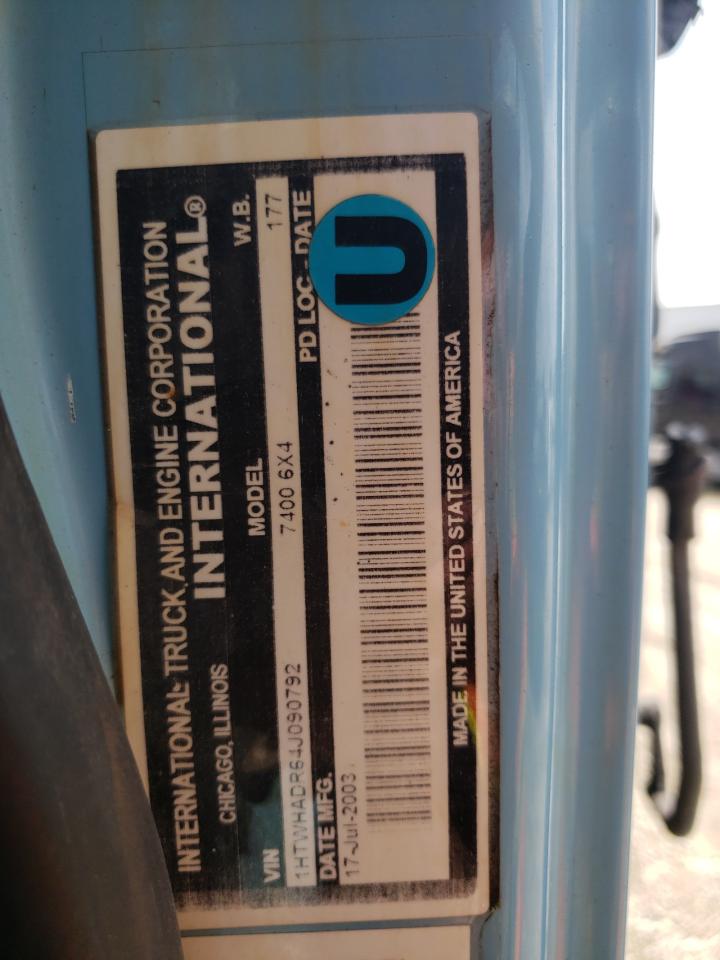 INTERNATIONAL TRUCK AND ENGINE CORPORATION
INTERNATIONAL®
CHICAGO, ILLINOIS
VIN MODEL W.B.
1HTWHADR64J090792 7400 6X4 177
DATE MFG. PD LOC - DATE
17-Jul-2003
U
MADE IN THE UNITED STATES OF AMERICA